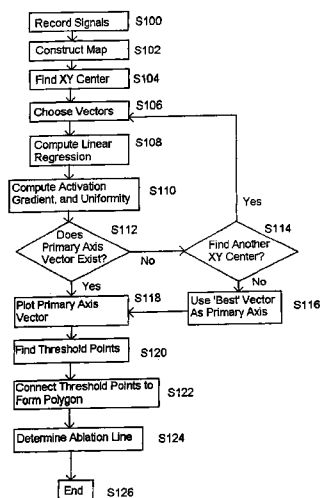 Record Signals S100
Construct Map S102
Find XY Center S104
Choose Vectors S106
Compute Linear
Regression S108
Compute Activation
Gradient, and Uniformity S110
Does
Primary Axis
Vector Exist? S112
No
Yes
Find Another
XY Center? S114
Yes
No
Use 'Best' Vector
As Primary Axis S116
Plot Primary Axis
Vector S118
Find Threshold Points S120
Connect Threshold Points to
Form Polygon S122
Determine Ablation Line S124
End S126